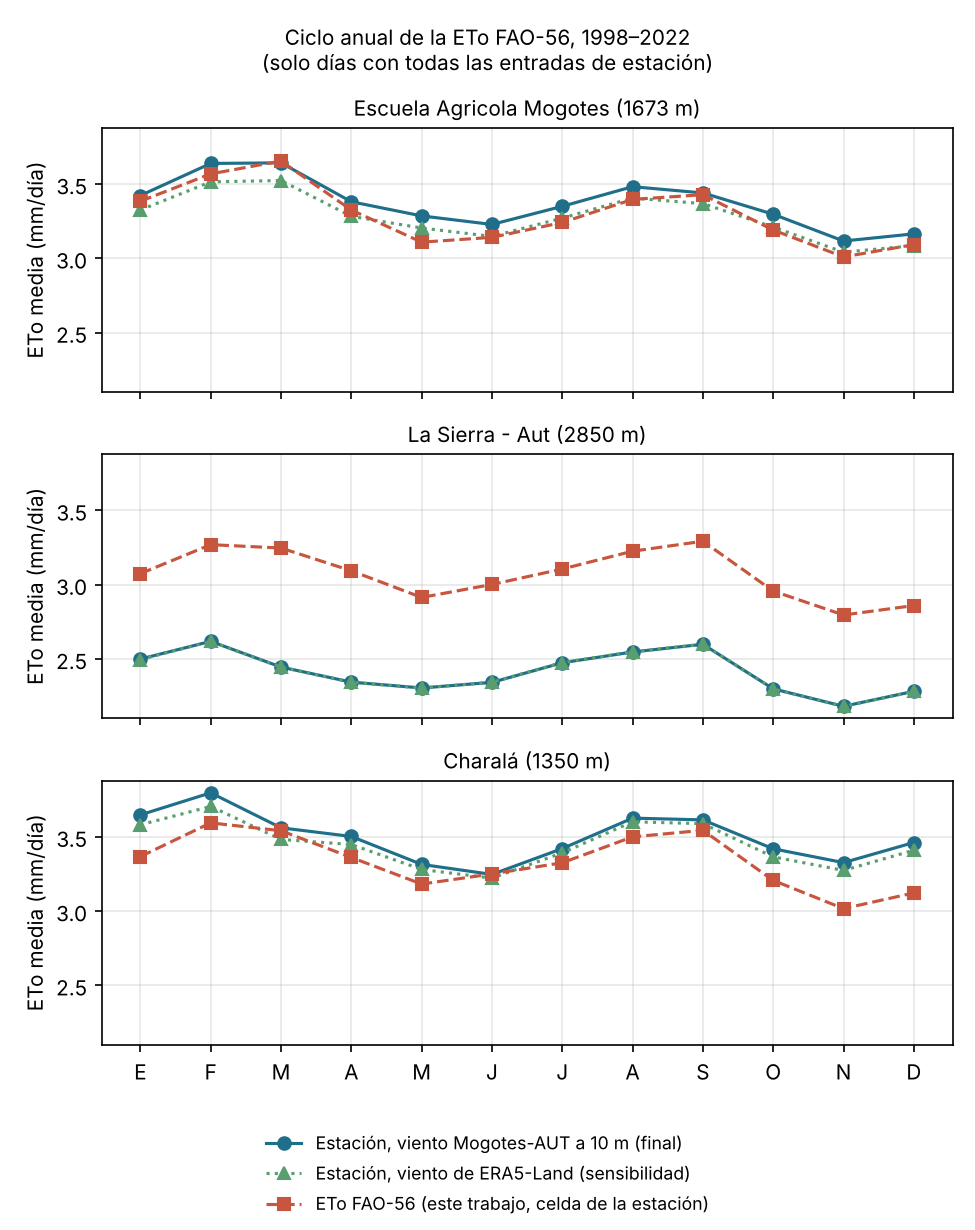 Ciclo anual de la ETo FAO-56, 1998–2022
(solo días con todas las entradas de estación)
Escuela Agricola Mogotes (1673 m)
ETo media (mm/día)
3.5
3.0
2.5
La Sierra - Aut (2850 m)
ETo media (mm/día)
3.5
3.0
2.5
Charalá (1350 m)
ETo media (mm/día)
3.5
3.0
2.5
E F M A M J J A S O N D
Estación, viento Mogotes-AUT a 10 m (final)
Estación, viento de ERA5-Land (sensibilidad)
ETo FAO-56 (este trabajo, celda de la estación)